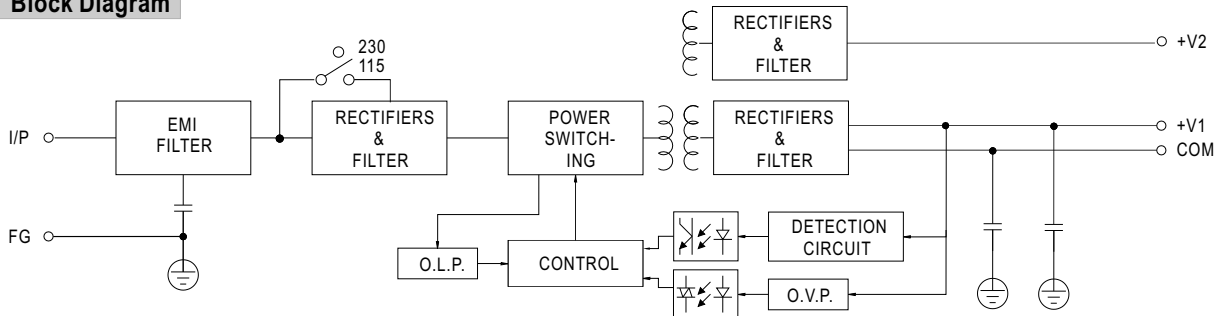 Block Diagram
RECTIFIERS
&
FILTER
+V2
230
115
I/P
EMI
FILTER
RECTIFIERS
&
FILTER
POWER
SWITCH-
ING
RECTIFIERS
&
FILTER
+V1
COM
FG
O.L.P.
CONTROL
DETECTION
CIRCUIT
O.V.P.